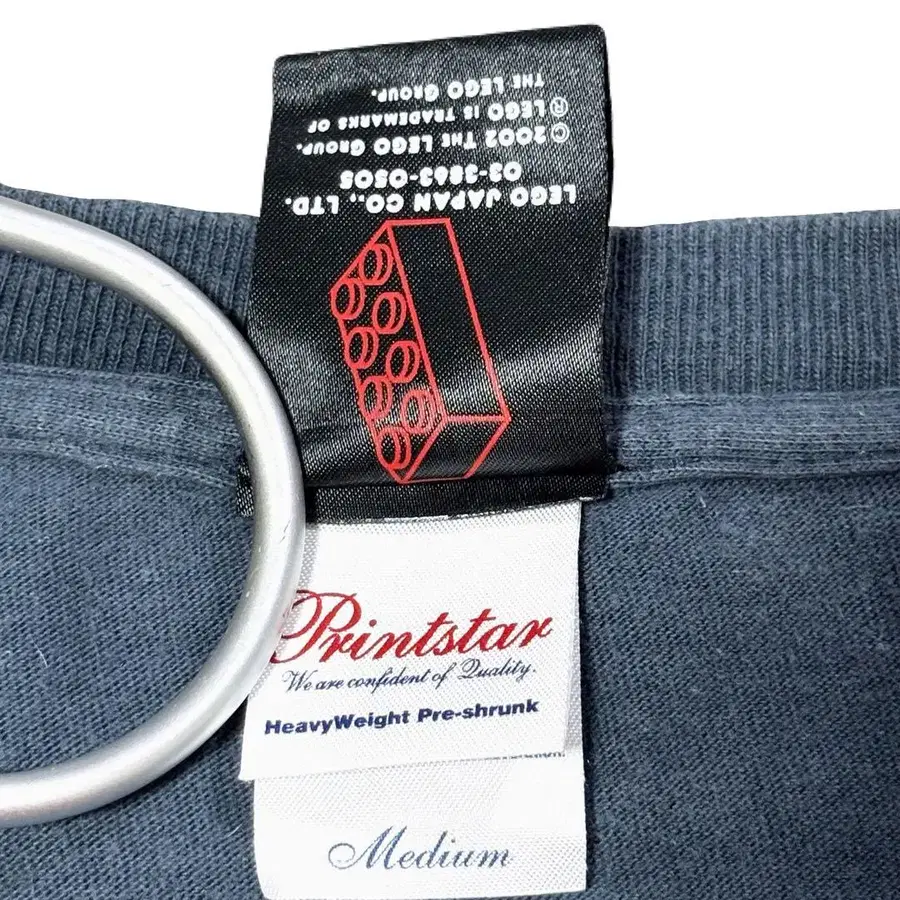 LEGO JAPAN CO., LTD.
03-3863-0505
© 2002 The LEGO Group.
® LEGO is TRADEMARKS OF
THE LEGO GROUP.
Printstar
We are confident of Quality.
HeavyWeight Pre-shrunk
Medium